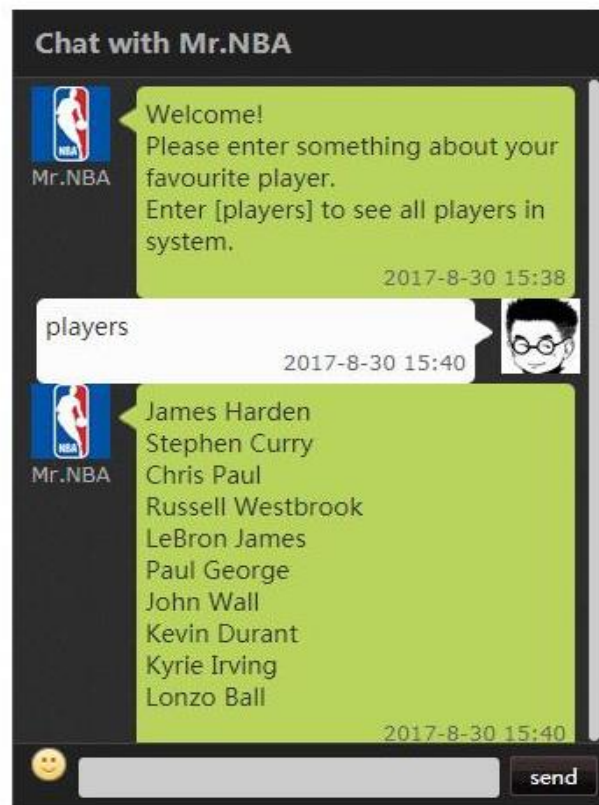 Chat with Mr.NBA
NBA
Mr.NBA
Welcome!
Please enter something about your
favourite player.
Enter [players] to see all players in
system.
2017-8-30 15:38
players
2017-8-30 15:40
NBA
Mr.NBA
James Harden
Stephen Curry
Chris Paul
Russell Westbrook
LeBron James
Paul George
John Wall
Kevin Durant
Kyrie Irving
Lonzo Ball
2017-8-30 15:40
send